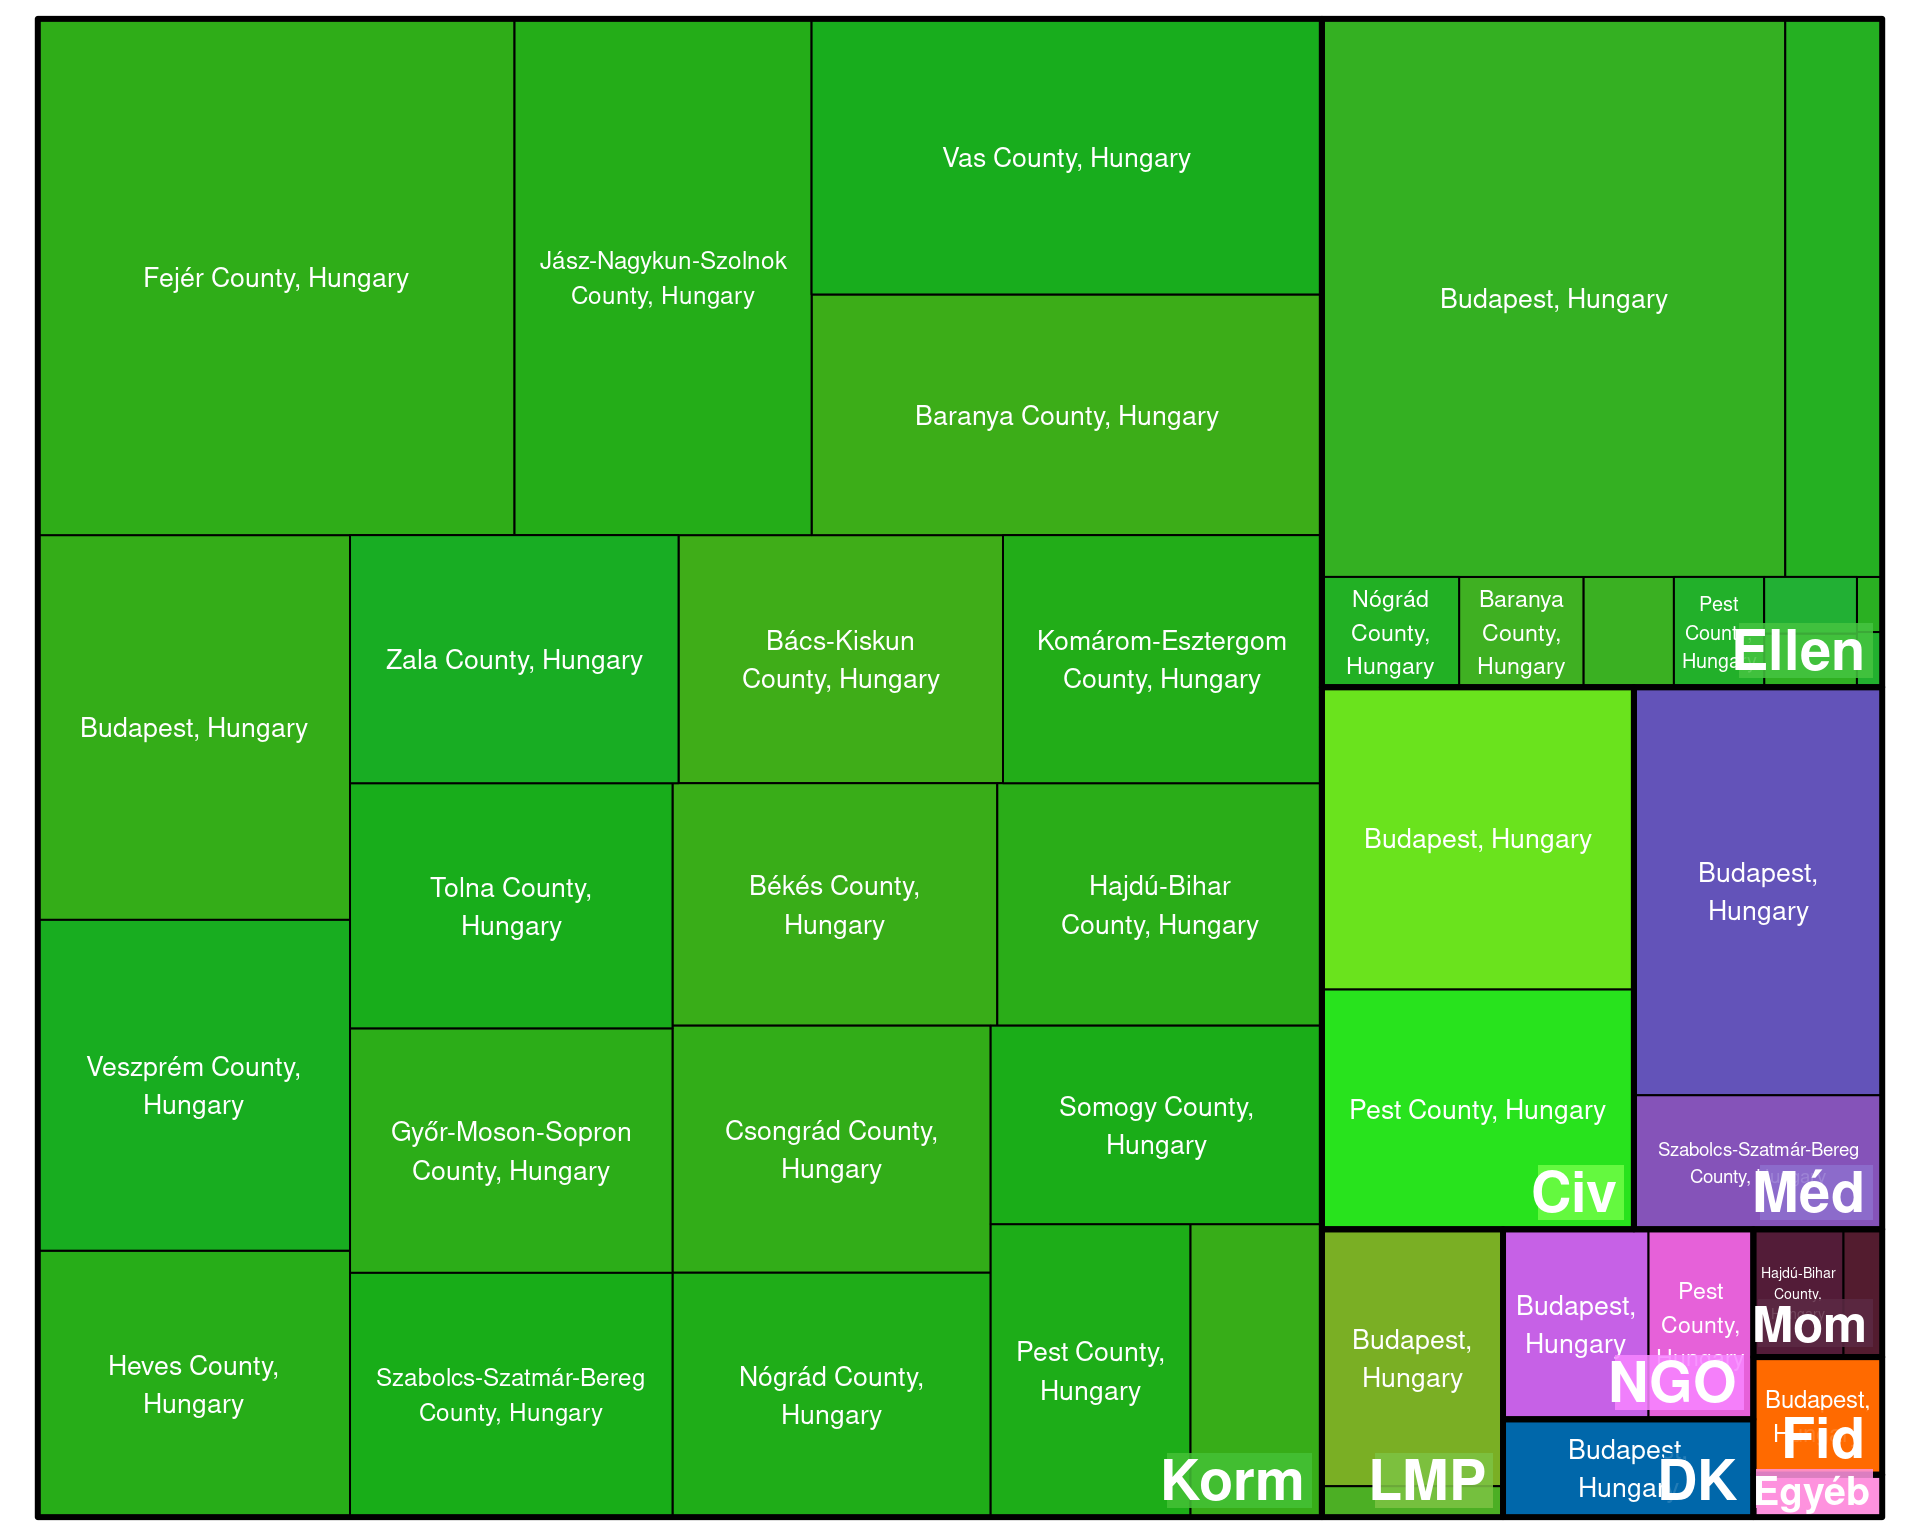 Fejér County, Hungary
Jász-Nagykun-Szolnok
County, Hungary
Vas County, Hungary
Baranya County, Hungary
Budapest, Hungary
Zala County, Hungary
Bács-Kiskun
County, Hungary
Komárom-Esztergom
County, Hungary
Veszprém County,
Hungary
Tolna County,
Hungary
Békés County,
Hungary
Hajdú-Bihar
County, Hungary
Győr-Moson-Sopron
County, Hungary
Csongrád County,
Hungary
Somogy County,
Hungary
Heves County,
Hungary
Szabolcs-Szatmár-Bereg
County, Hungary
Nógrád County,
Hungary
Pest County,
Hungary
Korm
Budapest, Hungary
Nógrád
County,
Hungary
Baranya
County,
Hungary
Pest
Ellen
Budapest, Hungary
Pest County, Hungary
Civ
Budapest,
Hungary
Szabolcs-Szatmár-Bereg
County,
Méd
Budapest,
Hungary
LMP
Budapest,
Hungary
Pest
County,
NGO
Hajdú-Bihar
County,
Mom
Budapest,
Hungary
DK
Budapest,
Fid
Egyéb